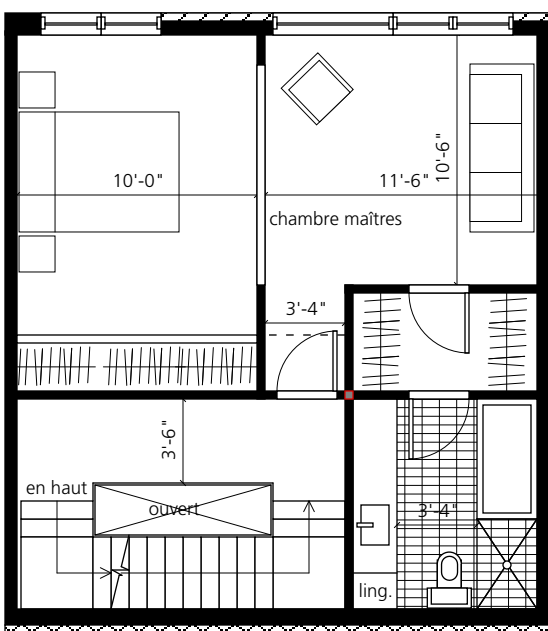 10'-0"
11'-6"
10'-6"
chambre maîtres
3'-4"
3'-6"
en haut
ouvert
3'-4"
ling.